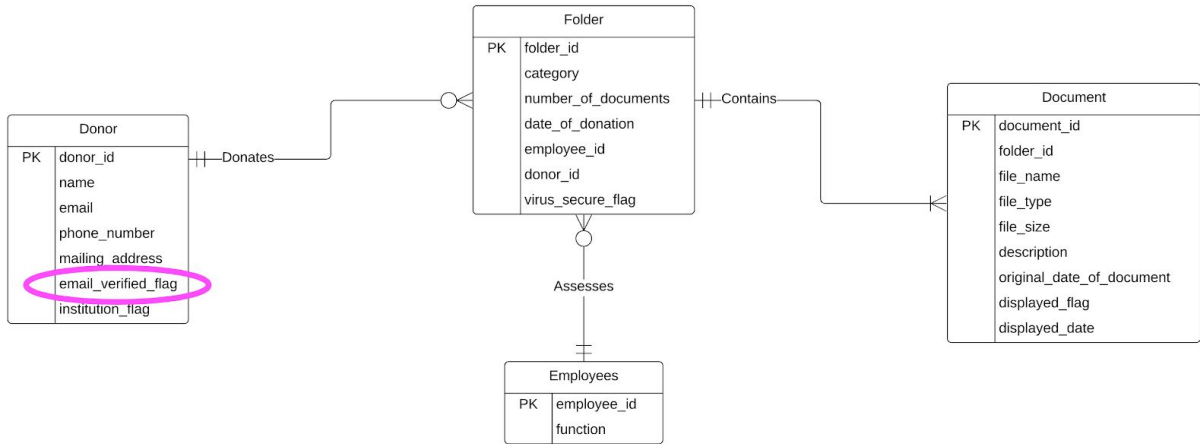 Folder
PK folder_id
category
number_of_documents
date_of_donation
employee_id
donor_id
virus_secure_flag
Contains
Document
PK document_id
folder_id
file_name
file_type
file_size
description
original_date_of_document
displayed_flag
displayed_date
Donor
PK donor_id
name
email
phone_number
mailing_address
email_verified_flag
institution_flag
Donates
Assesses
Employees
PK employee_id
function